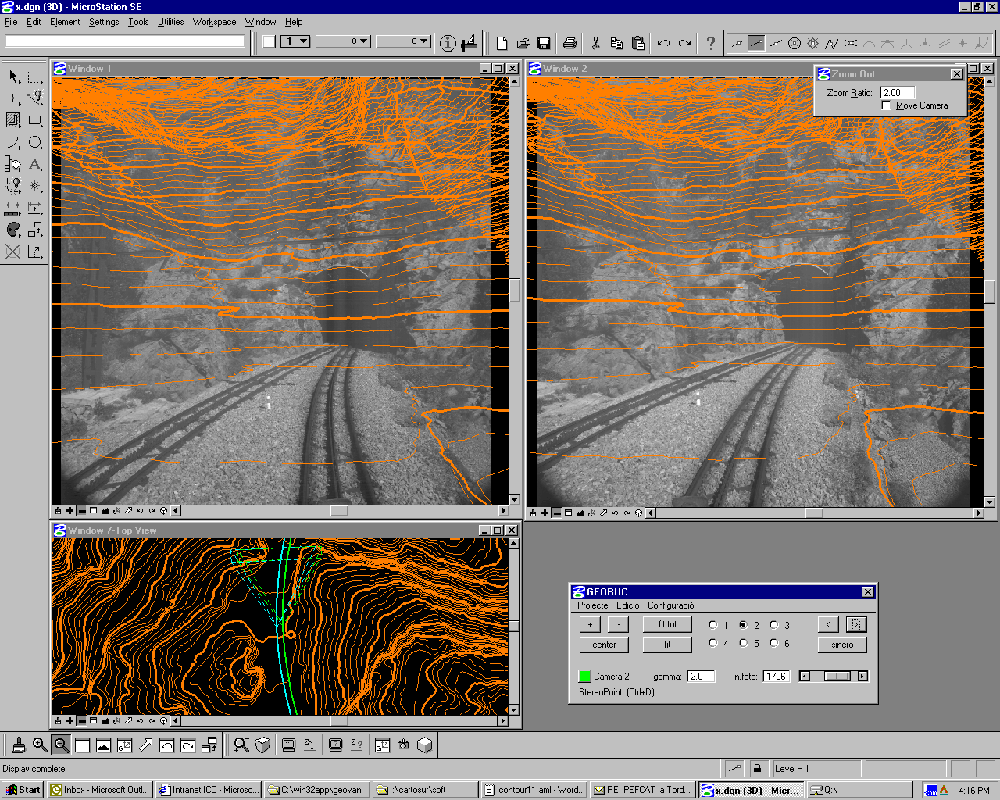 x.dgn (3D) - MicroStation SE
File Edit Element Settings Tools Utilities Workspace Window Help
1 0 0
Window 1
Window 2
Zoom Out
Zoom Ratio: 2.00
Move Camera
Window 7-Top View
GEORUC
Projecte Edició Configuració
+ - fit tot 1 2 3 < >
center fit 4 5 6 sincro
Càmera 2 gamma: 2.0 n.foto: 1706
StereoPoint: (Ctrl+D)
Display complete
Level = 1
Start
Inbox - Microsoft Outl...
Intranet ICC - Microso...
C:\win32app\geovan
I:\cartosur\soft
contour11.aml - Word...
RE: PEFCAT la Tord...
x.dgn (3D) - Micr...
Q:\
4:16 PM